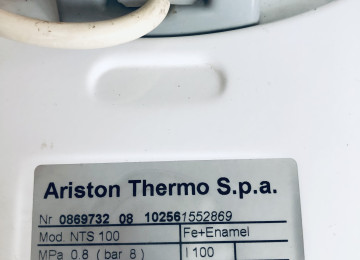 Ariston Thermo S.p.a.
Nr 0869732 08 102561552869
Mod. NTS 100 Fe+Enamel
MPa 0.8 ( bar 8 ) l 100